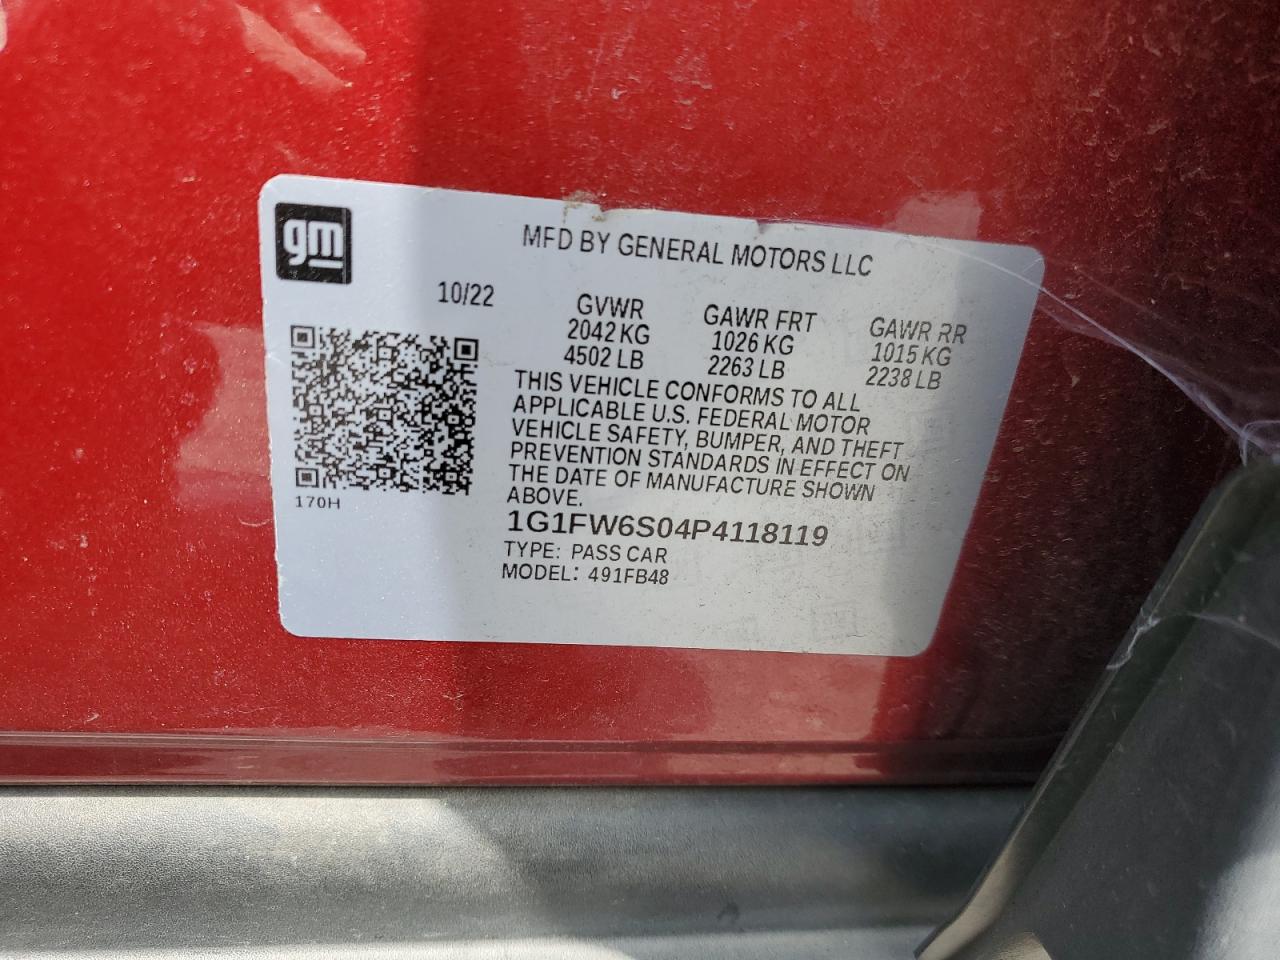 gm
MFD BY GENERAL MOTORS LLC
10/22
GVWR
2042 KG
4502 LB
GAWR FRT
1026 KG
2263 LB
GAWR RR
1015 KG
2238 LB
THIS VEHICLE CONFORMS TO ALL
APPLICABLE U.S. FEDERAL MOTOR
VEHICLE SAFETY, BUMPER, AND THEFT
PREVENTION STANDARDS IN EFFECT ON
THE DATE OF MANUFACTURE SHOWN
ABOVE.
170H
1G1FW6S04P4118119
TYPE: PASS CAR
MODEL: 491FB48